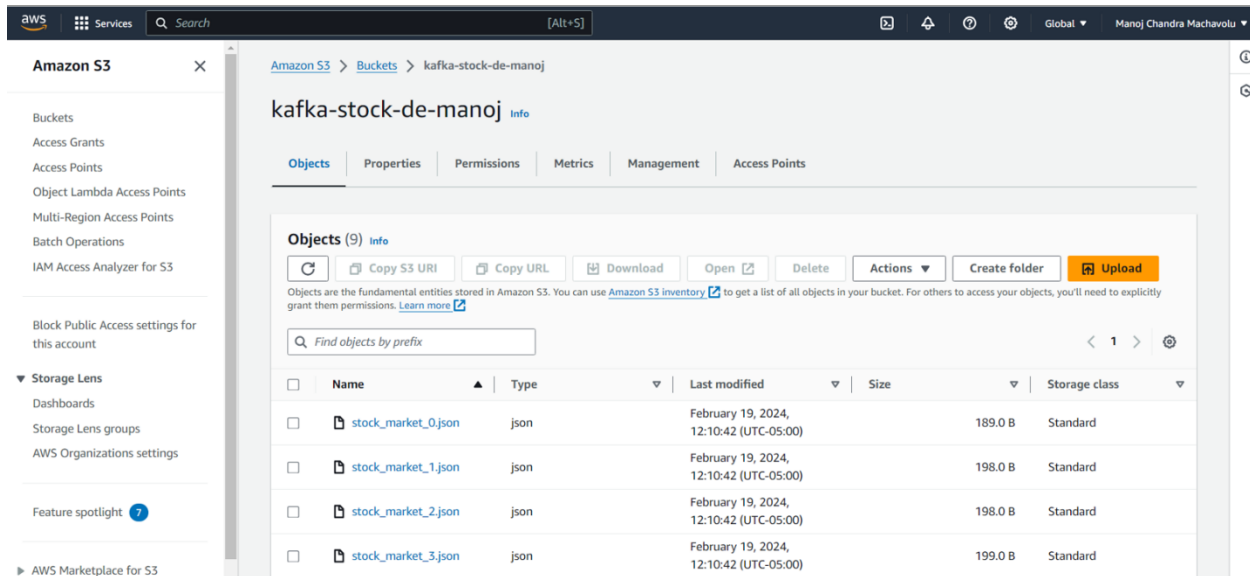 aws Services Search [Alt+S] Global Manoj Chandra Machavolu
Amazon S3
Buckets
Access Grants
Access Points
Object Lambda Access Points
Multi-Region Access Points
Batch Operations
IAM Access Analyzer for S3
Block Public Access settings for
this account
Storage Lens
Dashboards
Storage Lens groups
AWS Organizations settings
Feature spotlight 7
AWS Marketplace for S3
Amazon S3 > Buckets > kafka-stock-de-manoj
kafka-stock-de-manoj Info
Objects Properties Permissions Metrics Management Access Points
Objects (9) Info
Copy S3 URI Copy URL Download Open Delete Actions Create folder Upload
Objects are the fundamental entities stored in Amazon S3. You can use Amazon S3 inventory to get a list of all objects in your bucket. For others to access your objects, you'll need to explicitly
grant them permissions. Learn more
Find objects by prefix < 1 >
Name Type Last modified Size Storage class
stock_market_0.json json February 19, 2024, 189.0 B Standard
12:10:42 (UTC-05:00)
stock_market_1.json json February 19, 2024, 198.0 B Standard
12:10:42 (UTC-05:00)
stock_market_2.json json February 19, 2024, 198.0 B Standard
12:10:42 (UTC-05:00)
stock_market_3.json json February 19, 2024, 199.0 B Standard
12:10:42 (UTC-05:00)